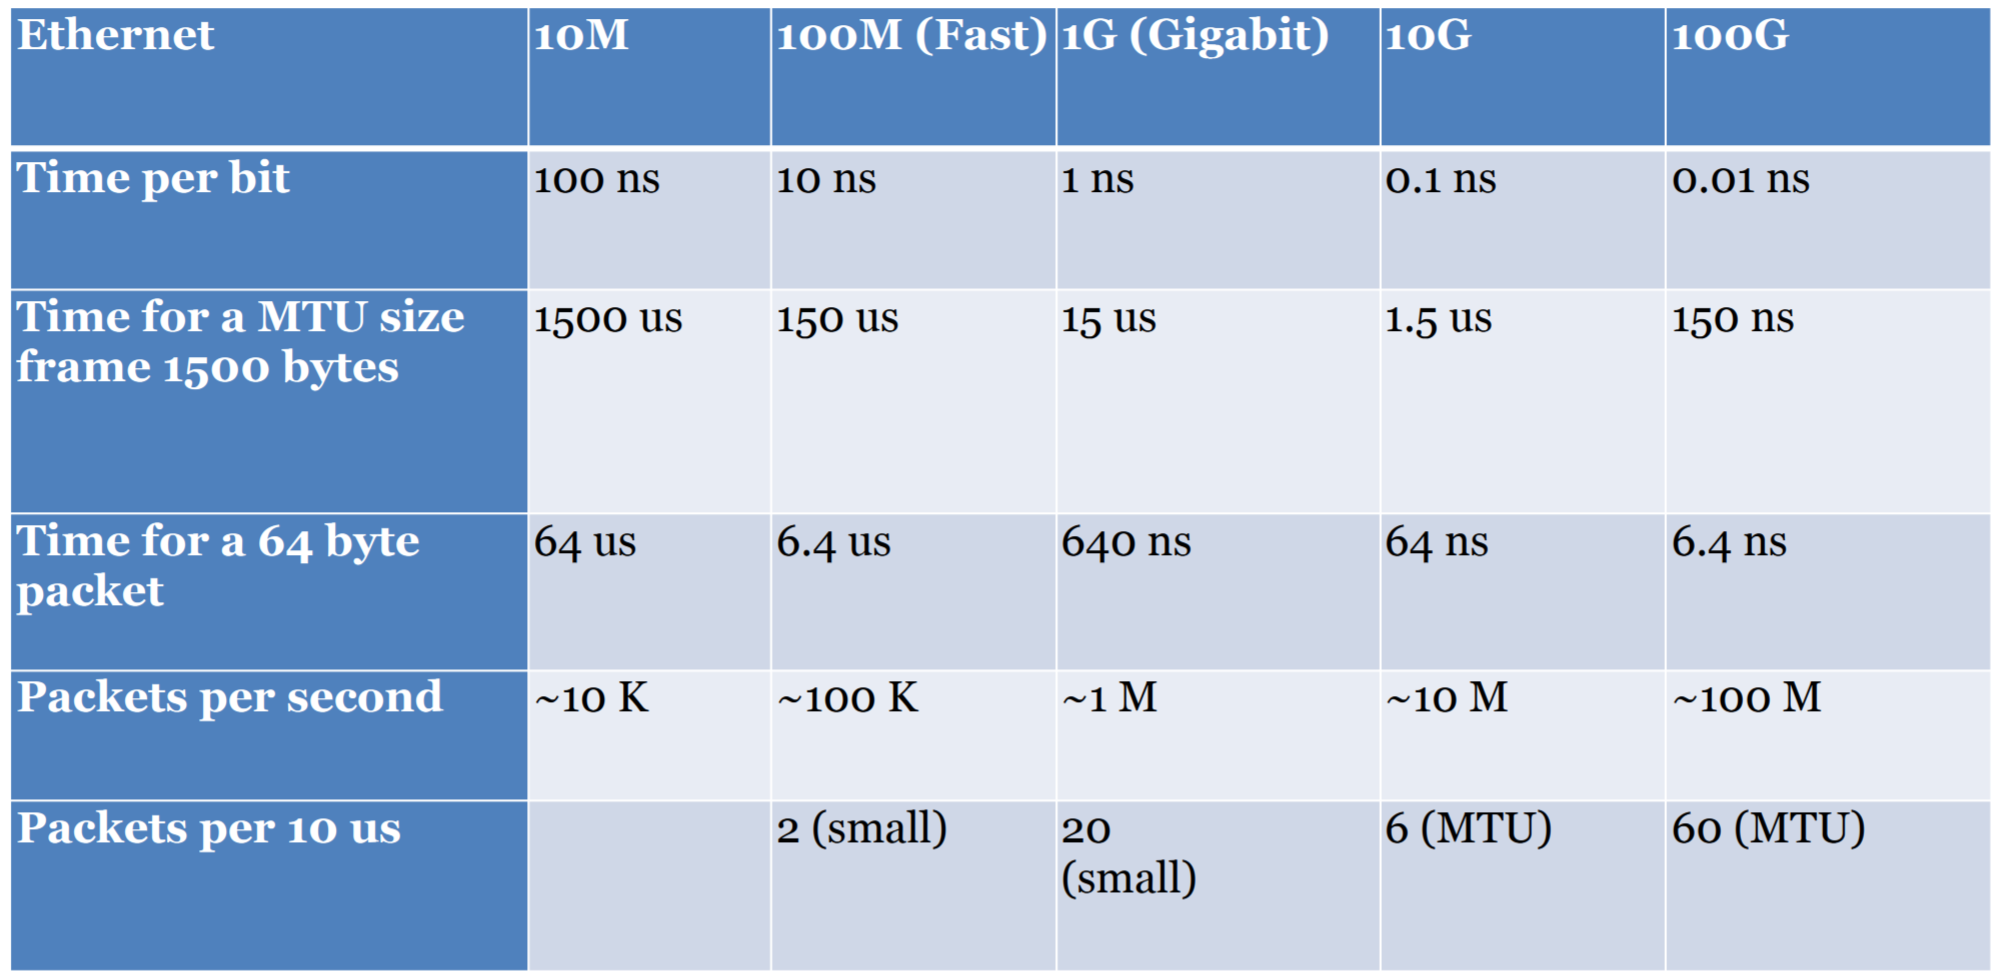 Ethernet 10M 100M (Fast) 1G (Gigabit) 10G 100G
Time per bit 100 ns 10 ns 1 ns 0.1 ns 0.01 ns
Time for a MTU size 1500 us 150 us 15 us 1.5 us 150 ns
frame 1500 bytes
Time for a 64 byte 64 us 6.4 us 640 ns 64 ns 6.4 ns
packet
Packets per second ~10 K ~100 K ~1 M ~10 M ~100 M
Packets per 10 us 2 (small) 20 6 (MTU) 60 (MTU)
(small)